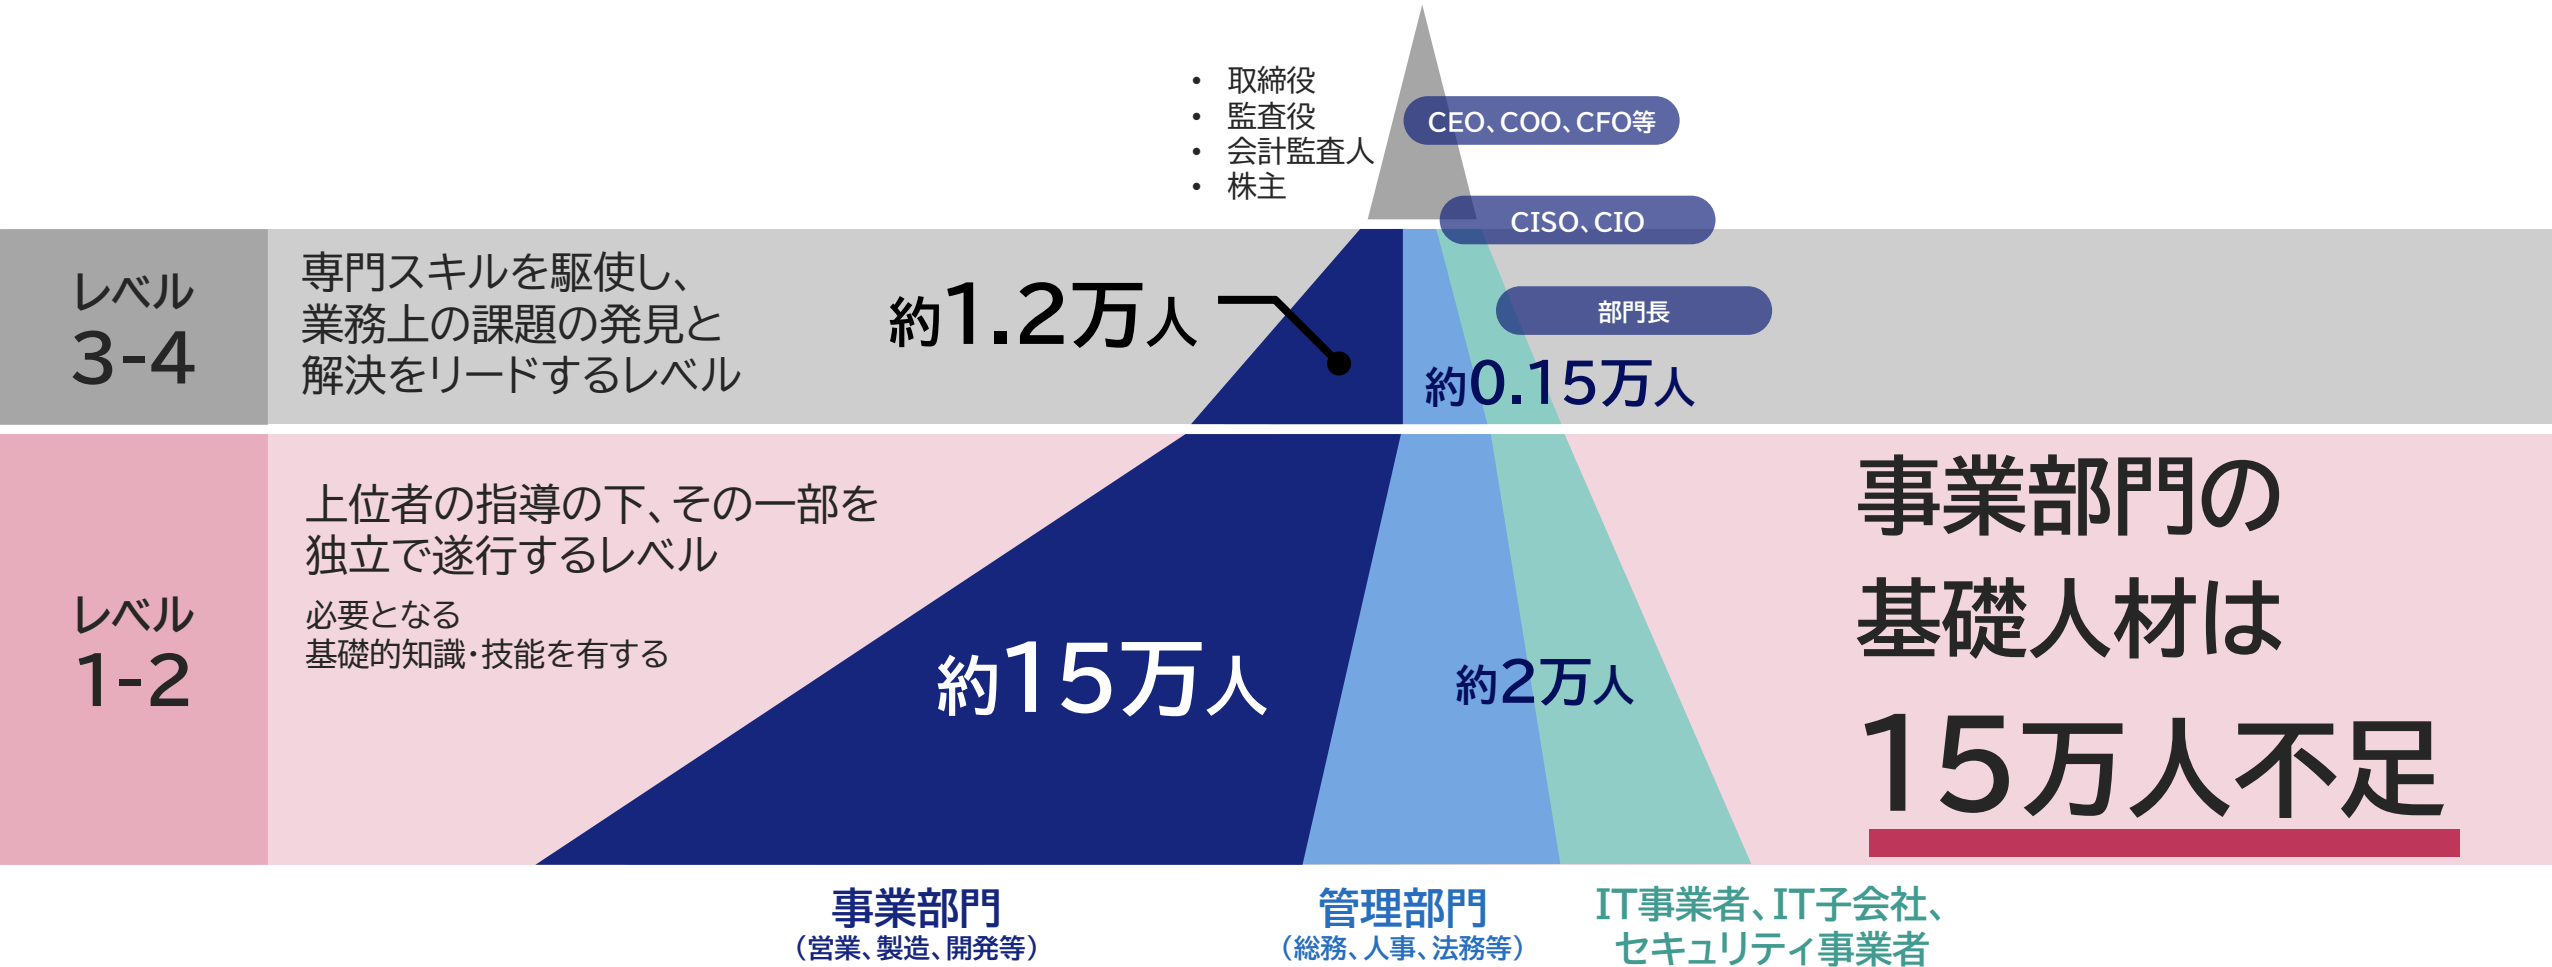 ・ 取締役
・ 監査役
・ 会計監査人
・ 株主
CEO、COO、CFO等
CISO、CIO
部門長
レベル
3-4
専門スキルを駆使し、
業務上の課題の発見と
解決をリードするレベル
約1.2万人
約0.15万人
レベル
1-2
上位者の指導の下、その一部を
独立で遂行するレベル
必要となる
基礎的知識・技能を有する
約15万人
約2万人
事業部門の
基礎人材は
15万人不足
事業部門
（営業、製造、開発等）
管理部門
（総務、人事、法務等）
IT事業者、IT子会社、
セキュリティ事業者